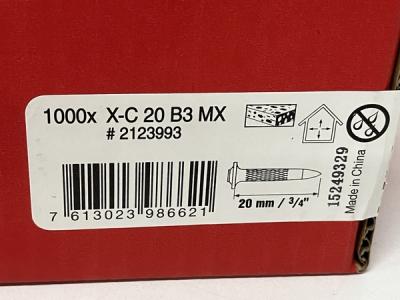 1000x X-C 20 B3 MX
# 2123993
7 613023 986621
20 mm / 3/4"
15249329
Made in China